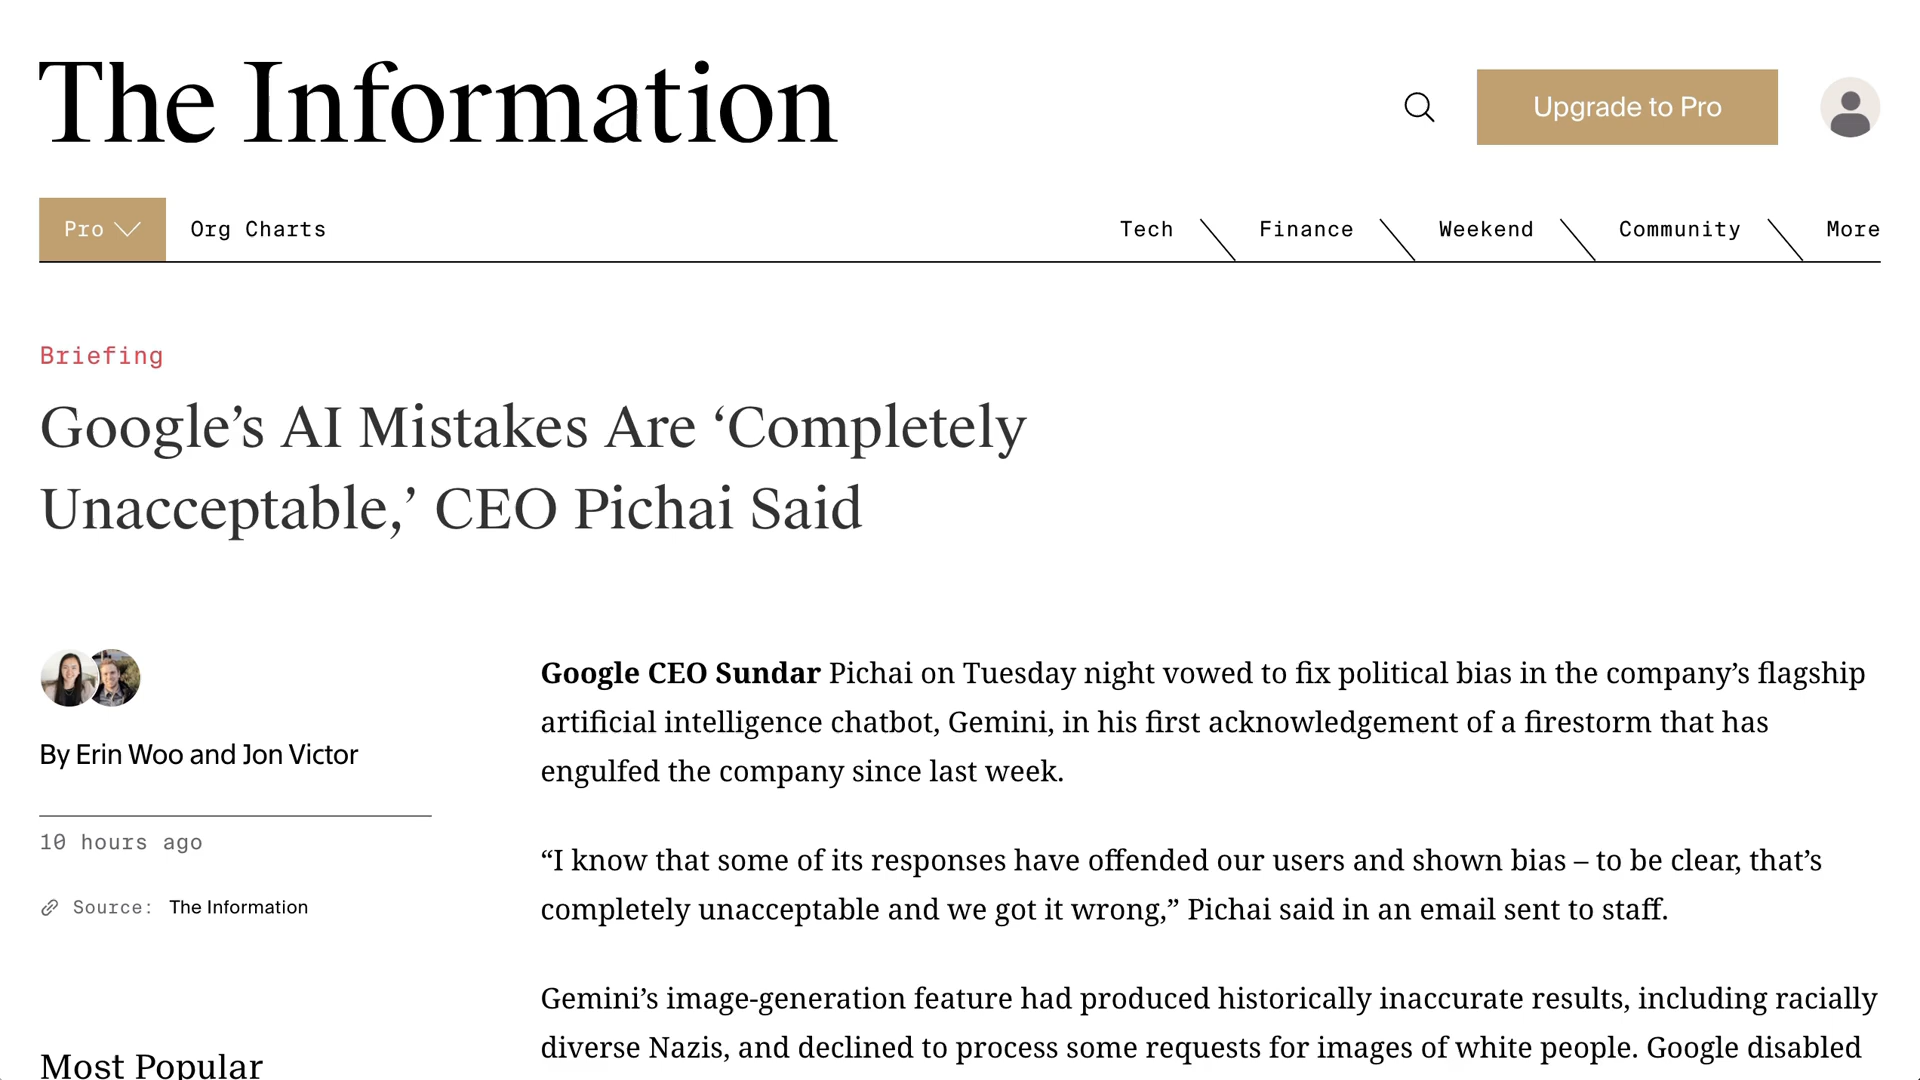 The Information
Upgrade to Pro
Pro
Org Charts
Tech
Finance
Weekend
Community
More
Briefing
Google’s AI Mistakes Are ‘Completely
Unacceptable,’ CEO Pichai Said
By Erin Woo and Jon Victor
10 hours ago
Source: The Information
Most Popular
Google CEO Sundar Pichai on Tuesday night vowed to fix political bias in the company’s flagship
artificial intelligence chatbot, Gemini, in his first acknowledgement of a firestorm that has
engulfed the company since last week.
“I know that some of its responses have offended our users and shown bias – to be clear, that’s
completely unacceptable and we got it wrong,” Pichai said in an email sent to staff.
Gemini’s image-generation feature had produced historically inaccurate results, including racially
diverse Nazis, and declined to process some requests for images of white people. Google disabled